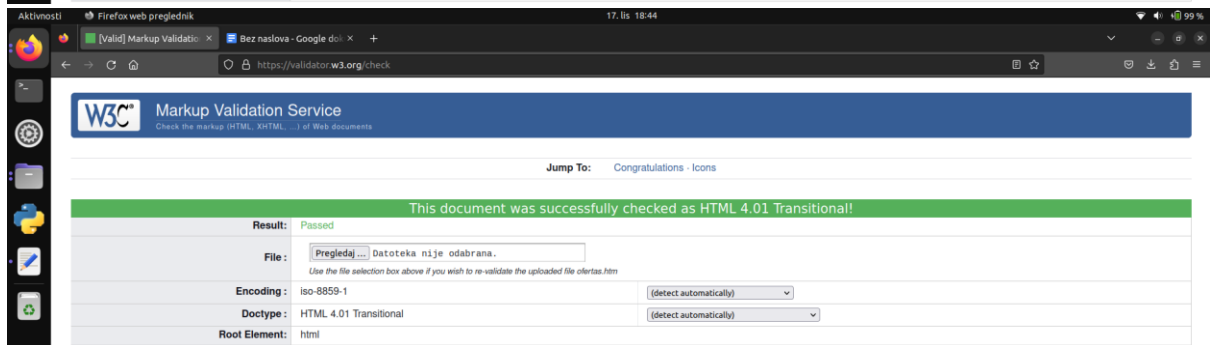 Aktivnosti Firefox web preglednik 17. lis 18:44 99 %
[Valid] Markup Validatio Bez naslova - Google dok
https://validator.w3.org/check
W3C® Markup Validation Service
Check the markup (HTML, XHTML, ...) of Web documents
Jump To: Congratulations · Icons
This document was successfully checked as HTML 4.01 Transitional!
Result: Passed
File : Pregledaj ... Datoteka nije odabrana.
Use the file selection box above if you wish to re-validate the uploaded file ofertas.htm
Encoding : iso-8859-1 (detect automatically)
Doctype : HTML 4.01 Transitional (detect automatically)
Root Element: html